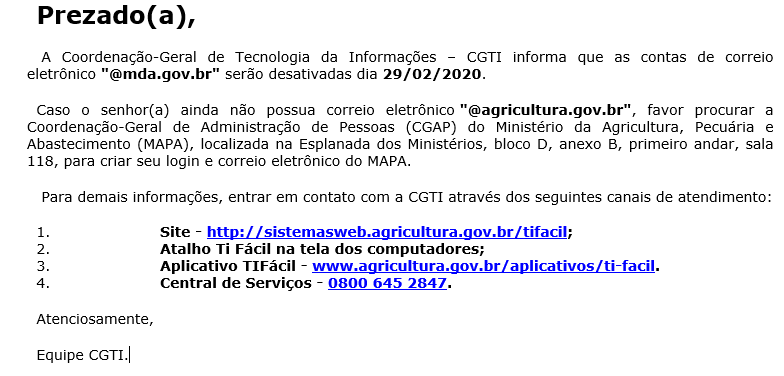 Prezado(a),
A Coordenação-Geral de Tecnologia da Informações – CGTI informa que as contas de correio
eletrônico "@mda.gov.br" serão desativadas dia 29/02/2020.
Caso o senhor(a) ainda não possua correio eletrônico "@agricultura.gov.br", favor procurar a
Coordenação-Geral de Administração de Pessoas (CGAP) do Ministério da Agricultura, Pecuária e
Abastecimento (MAPA), localizada na Esplanada dos Ministérios, bloco D, anexo B, primeiro andar, sala
118, para criar seu login e correio eletrônico do MAPA.
Para demais informações, entrar em contato com a CGTI através dos seguintes canais de atendimento:
1. Site - http://sistemasweb.agricultura.gov.br/tifacil;
2. Atalho Ti Fácil na tela dos computadores;
3. Aplicativo TIFácil - www.agricultura.gov.br/aplicativos/ti-facil.
4. Central de Serviços - 0800 645 2847.
Atenciosamente,
Equipe CGTI.